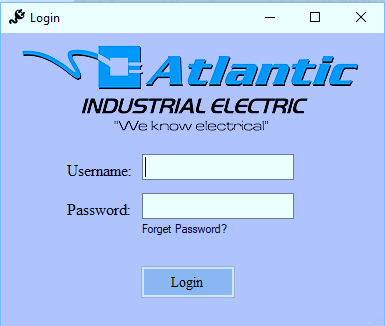 Login
Atlantic
INDUSTRIAL ELECTRIC
"We know electrical"
Username:
Password:
Forget Password?
Login